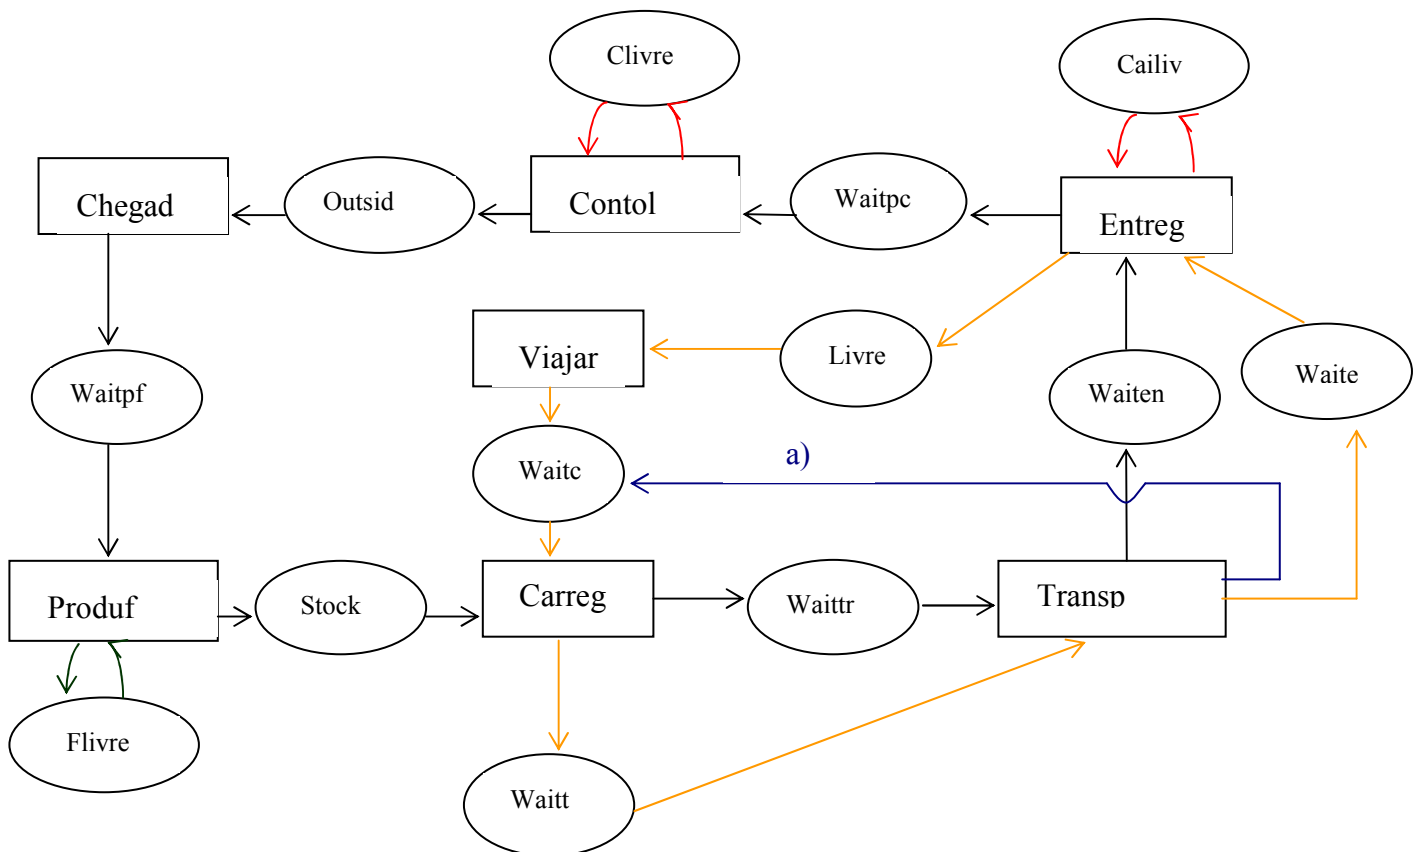 Clivre
Cailiv
Chegad
Outsid
Contol
Waitpc
Entreg
Viajar
Livre
Waitpf
Waiten
Waite
Waitc
a)
Produf
Stock
Carreg
Waittr
Transp
Flivre
Waitt